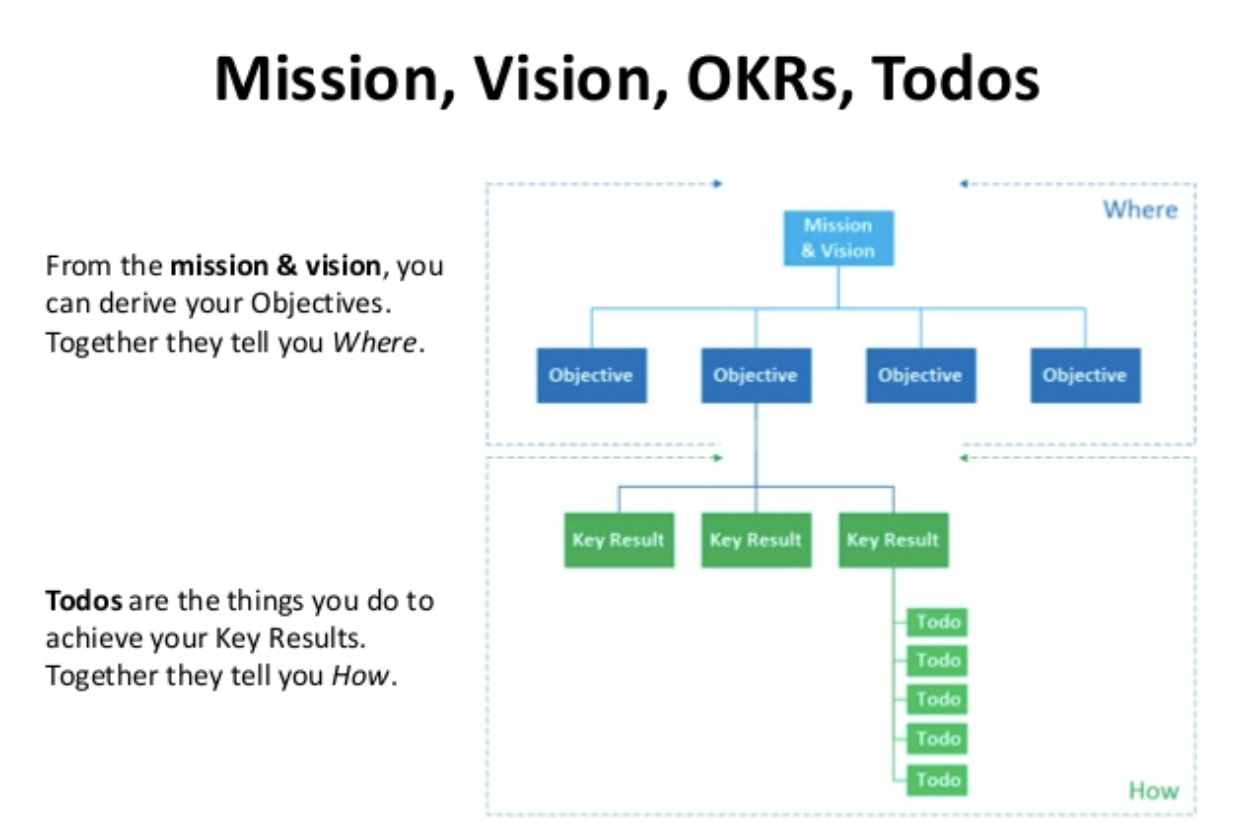 Mission, Vision, OKRs, Todos
From the mission & vision, you
can derive your Objectives.
Together they tell you Where.
Where
Mission
& Vision
Objective
Objective
Objective
Objective
Todos are the things you do to
achieve your Key Results.
Together they tell you How.
Key Result
Key Result
Key Result
Todo
Todo
Todo
Todo
Todo
How